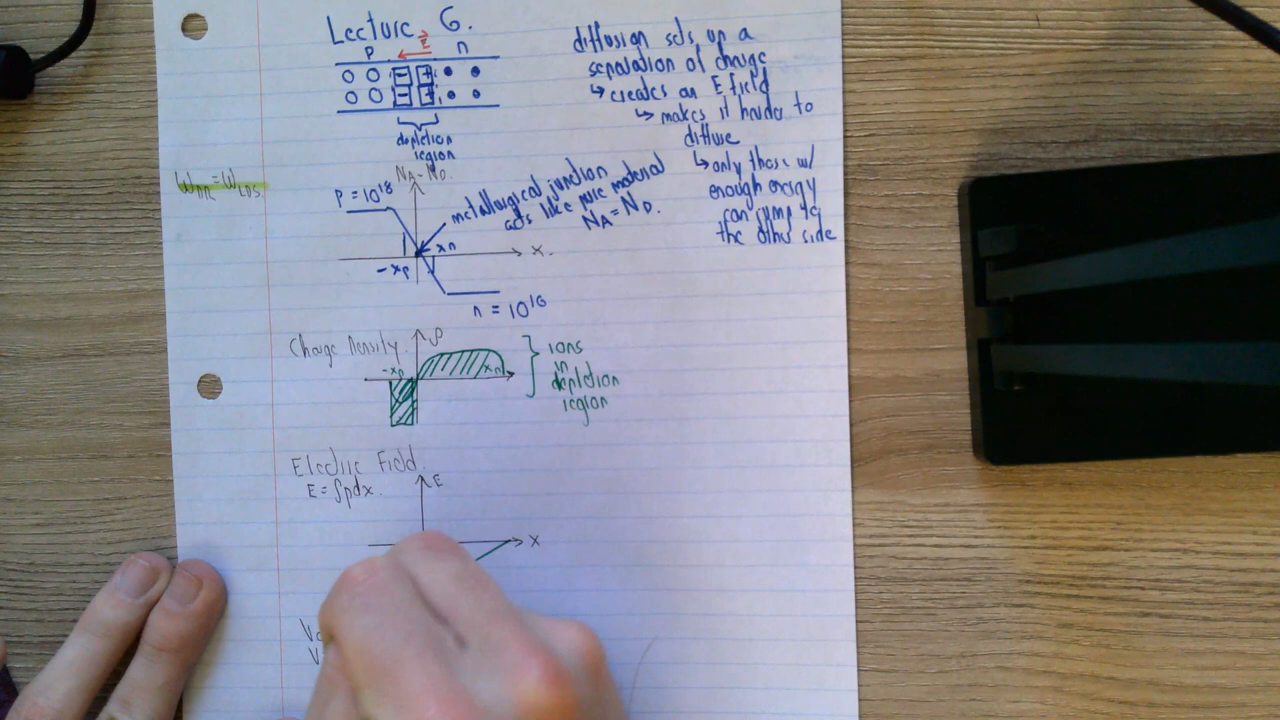 Lecture 6.
E
P n
depletion
region
diffusion sets up a
separation of charge
↳ creates an E field
↳ makes it harder to
diffuse
↳ only those w/
enough energy
can jump to
the other side
NA - ND.
P = 10^18
metallurgical junction
acts like pure material
NA = ND.
xn
X.
-xp
n = 10^16
Charge Density.
ρ
-xp
xn
ions
in
depletion
region
Electric Field.
E = ∫ρdx.
E
X